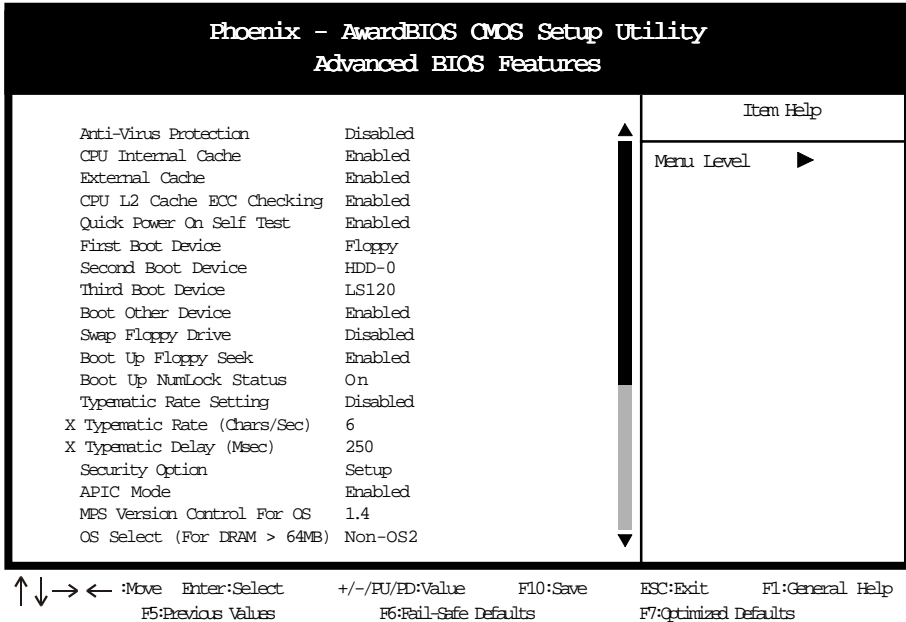 Phoenix - AwardBIOS CMOS Setup Utility
Advanced BIOS Features
Anti-Virus Protection Disabled
CPU Internal Cache Enabled
External Cache Enabled
CPU L2 Cache ECC Checking Enabled
Quick Power On Self Test Enabled
First Boot Device Floppy
Second Boot Device HDD-0
Third Boot Device LS120
Boot Other Device Enabled
Swap Floppy Drive Disabled
Boot Up Floppy Seek Enabled
Boot Up NumLock Status On
Typematic Rate Setting Disabled
X Typematic Rate (Chars/Sec) 6
X Typematic Delay (Msec) 250
Security Option Setup
APIC Mode Enabled
MPS Version Control For OS 1.4
OS Select (For DRAM > 64MB) Non-OS2
Item Help
Menu Level ▶
↑↓→← :Move Enter:Select +/-/PU/PD:Value F10:Save ESC:Exit F1:General Help
F5:Previous Values F6:Fail-Safe Defaults F7:Optimized Defaults